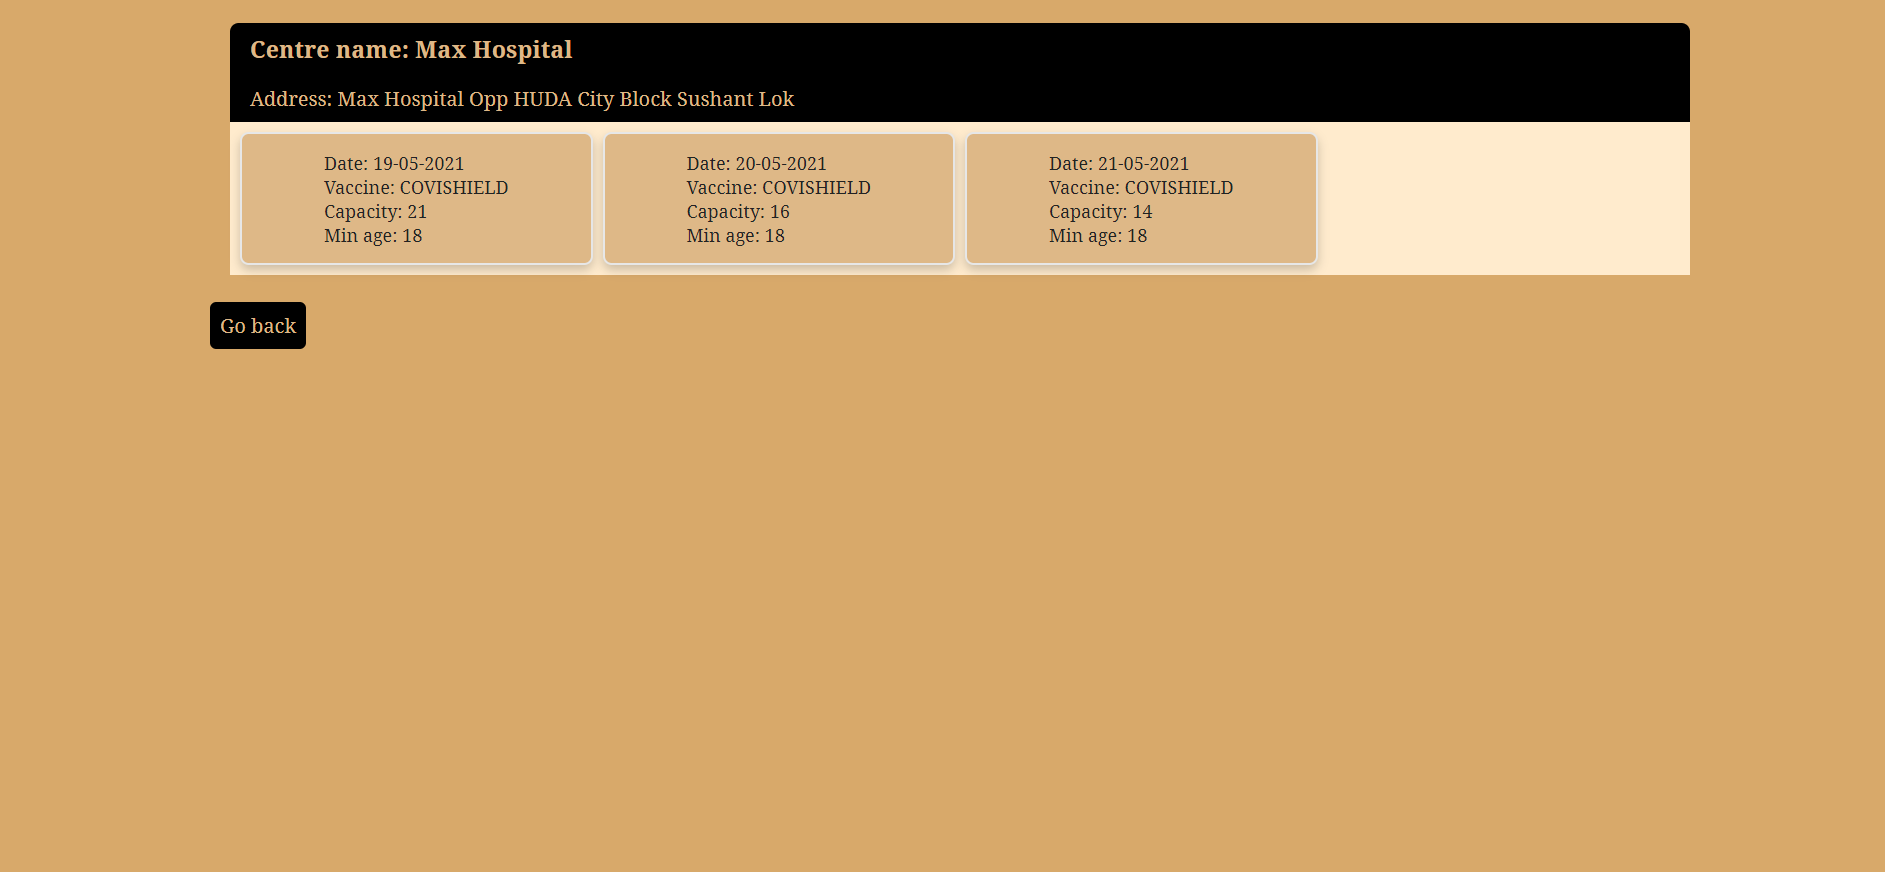 Centre name: Max Hospital
Address: Max Hospital Opp HUDA City Block Sushant Lok
Date: 19-05-2021
Vaccine: COVISHIELD
Capacity: 21
Min age: 18
Date: 20-05-2021
Vaccine: COVISHIELD
Capacity: 16
Min age: 18
Date: 21-05-2021
Vaccine: COVISHIELD
Capacity: 14
Min age: 18
Go back